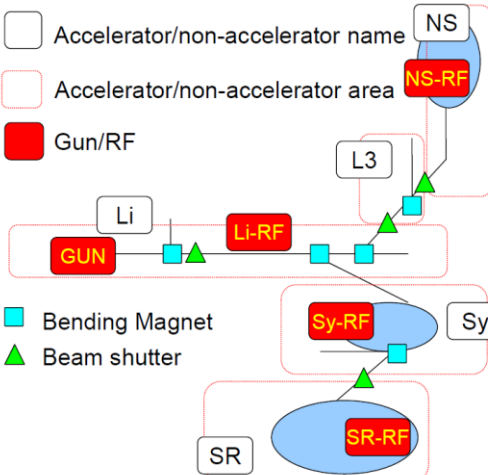 NS
Accelerator/non-accelerator name
NS-RF
Accelerator/non-accelerator area
Gun/RF
L3
Li
Li-RF
GUN
Sy-RF
Sy
Bending Magnet
Beam shutter
SR-RF
SR